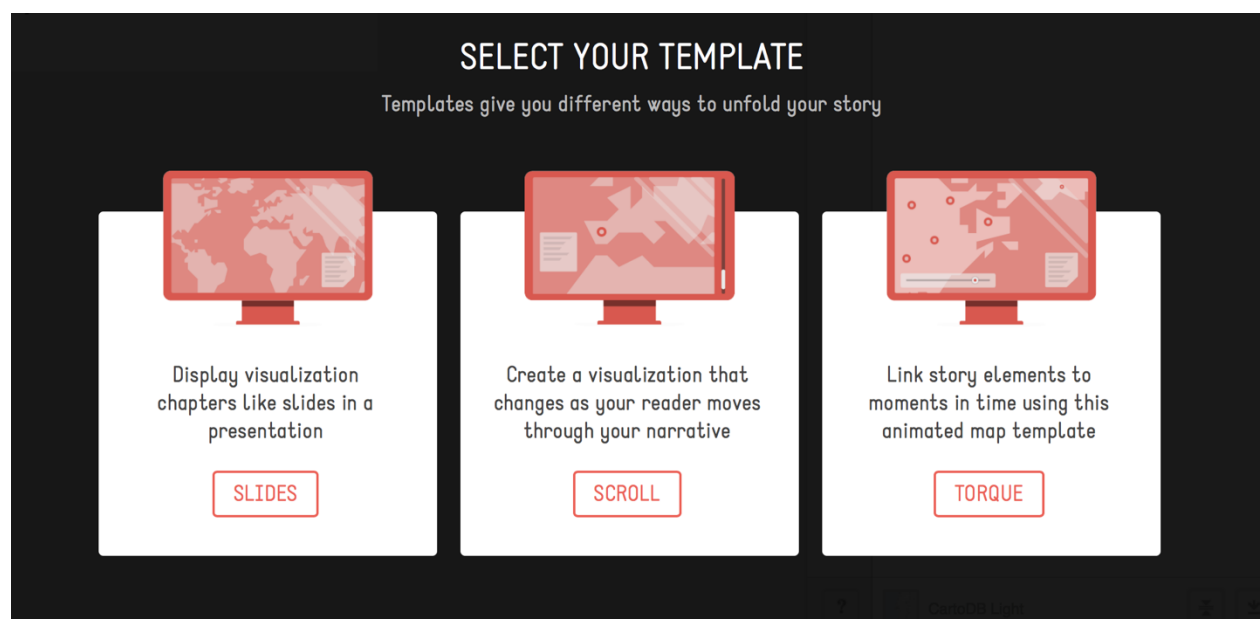 SELECT YOUR TEMPLATE
Templates give you different ways to unfold your story
Display visualization
chapters like slides in a
presentation
SLIDES
Create a visualization that
changes as your reader moves
through your narrative
SCROLL
Link story elements to
moments in time using this
animated map template
TORQUE
?
CartoDB Light